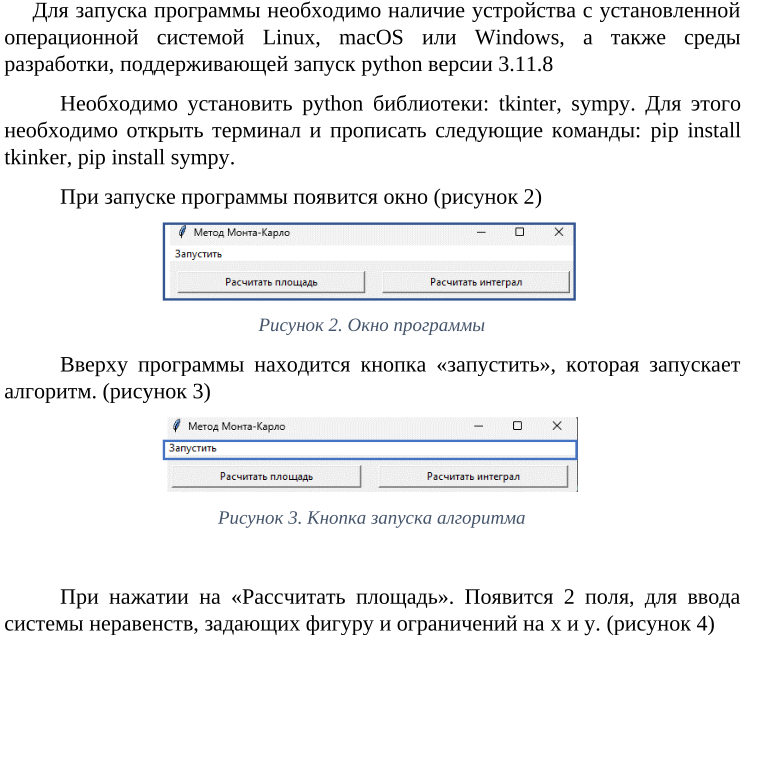 Для запуска программы необходимо наличие устройства с установленной
операционной системой Linux, macOS или Windows, а также среды
разработки, поддерживающей запуск python версии 3.11.8
Необходимо установить python библиотеки: tkinter, sympy. Для этого
необходимо открыть терминал и прописать следующие команды: pip install
tkinker, pip install sympy.
При запуске программы появится окно (рисунок 2)
Метод Монта-Карло
Запустить
Расчитать площадь Расчитать интеграл
Рисунок 2. Окно программы
Вверху программы находится кнопка «запустить», которая запускает
алгоритм. (рисунок 3)
Метод Монта-Карло
Запустить
Расчитать площадь Расчитать интеграл
Рисунок 3. Кнопка запуска алгоритма
При нажатии на «Рассчитать площадь». Появится 2 поля, для ввода
системы неравенств, задающих фигуру и ограничений на x и y. (рисунок 4)